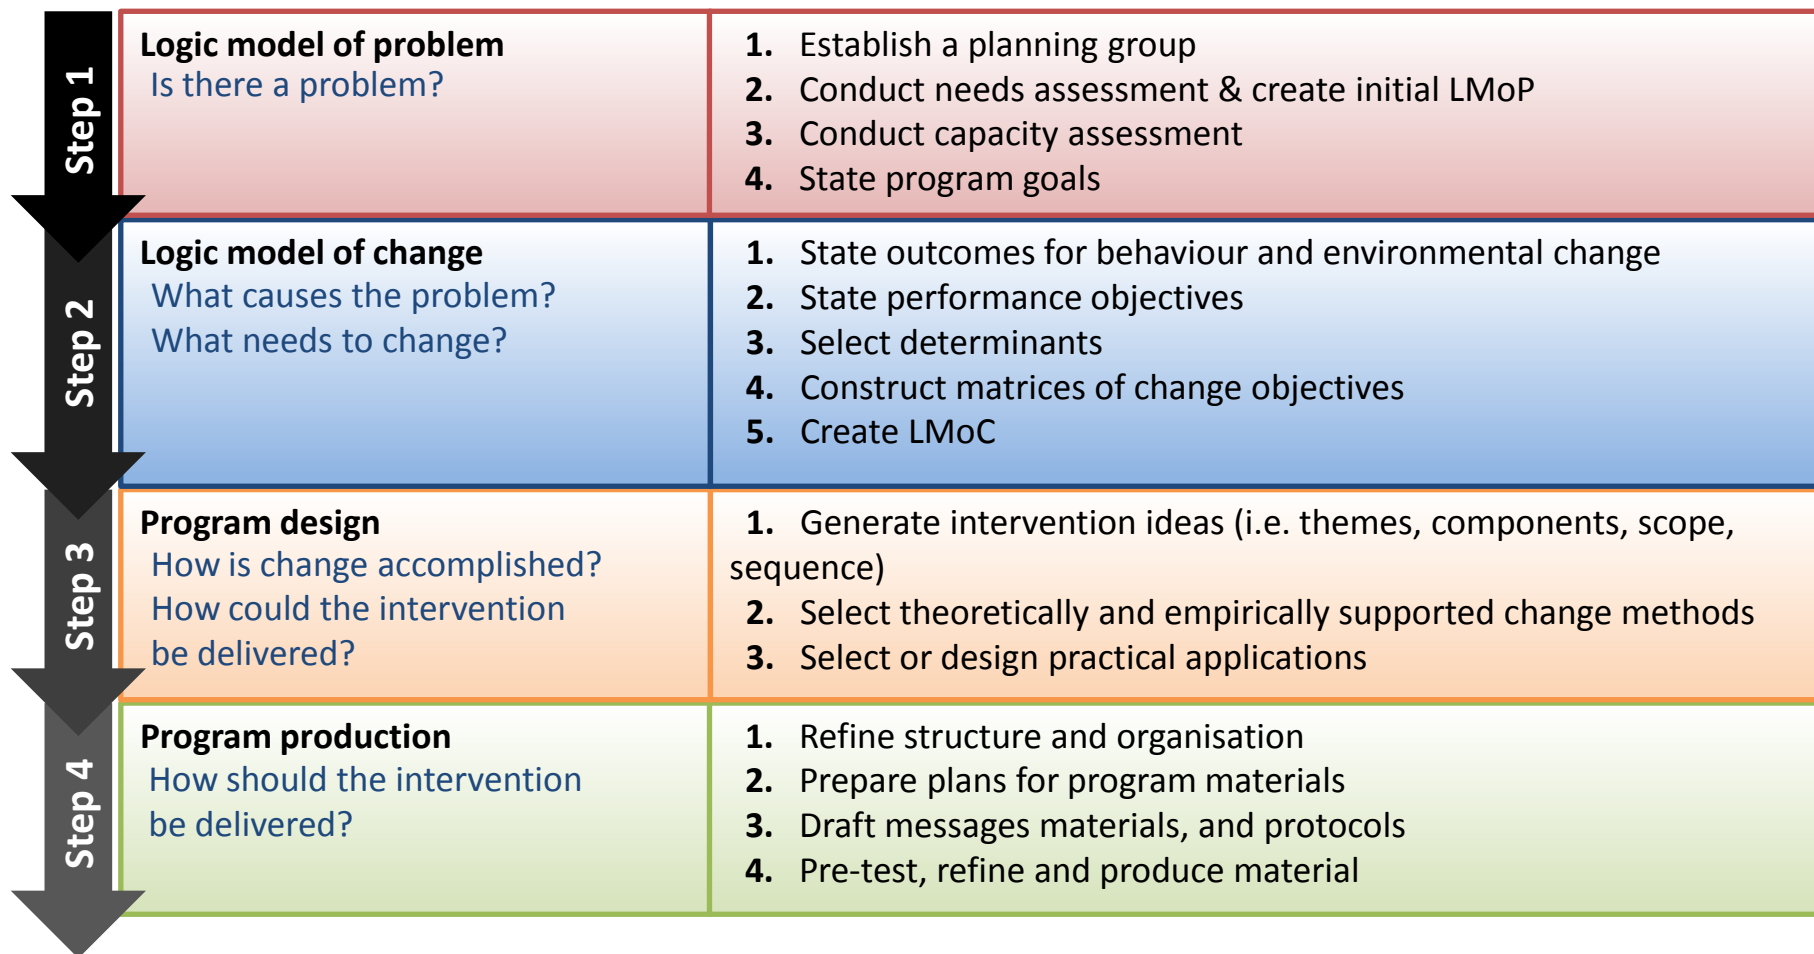 Step 1
Logic model of problem
Is there a problem?
1. Establish a planning group
2. Conduct needs assessment & create initial LMoP
3. Conduct capacity assessment
4. State program goals
Step 2
Logic model of change
What causes the problem?
What needs to change?
1. State outcomes for behaviour and environmental change
2. State performance objectives
3. Select determinants
4. Construct matrices of change objectives
5. Create LMoC
Step 3
Program design
How is change accomplished?
How could the intervention
be delivered?
1. Generate intervention ideas (i.e. themes, components, scope,
sequence)
2. Select theoretically and empirically supported change methods
3. Select or design practical applications
Step 4
Program production
How should the intervention
be delivered?
1. Refine structure and organisation
2. Prepare plans for program materials
3. Draft messages materials, and protocols
4. Pre-test, refine and produce material